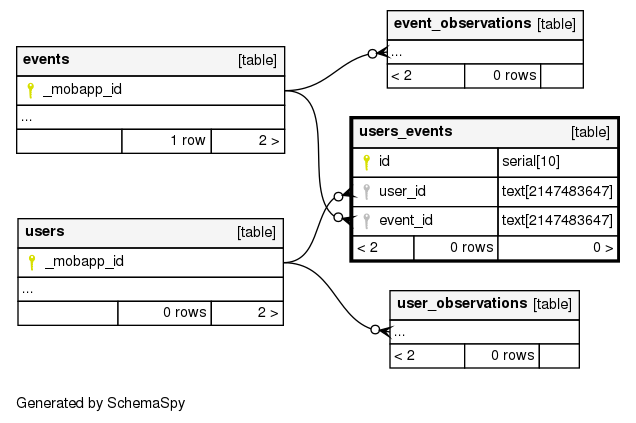 event_observations [table]
...
< 2 0 rows
events [table]
_mobapp_id
...
1 row 2 >
users_events [table]
id serial[10]
user_id text[2147483647]
event_id text[2147483647]
< 2 0 rows 0 >
users [table]
_mobapp_id
...
0 rows 2 >
user_observations [table]
...
< 2 0 rows
Generated by SchemaSpy